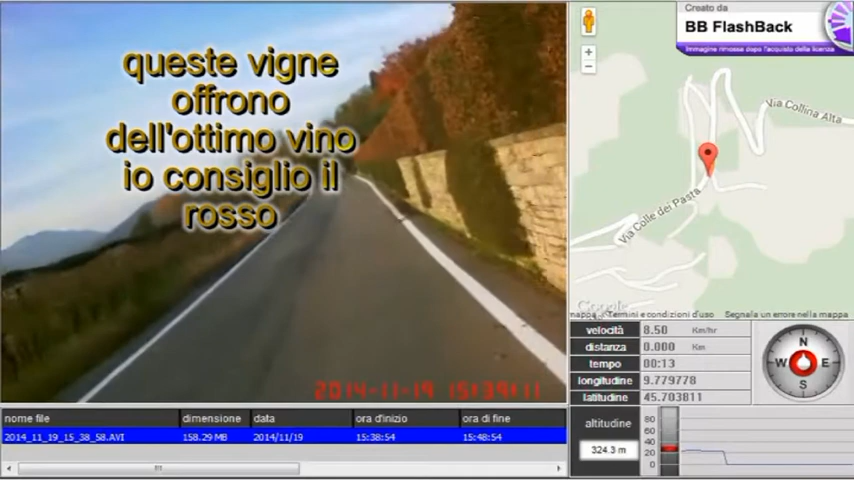 queste vigne
offrono
dell'ottimo vino
io consiglio il
rosso
2014-11-19 15:39:11
Creato da
BB FlashBack
Immagine rimossa dopo l'acquisto della licenza
Via Collina Alta
Via Colle dei Pasta
Google
mappa
Termini e condizioni d'uso
Segnala un errore nella mappa
velocità 8.50 Km/hr
distanza 0.000 Km
tempo 00:13
longitudine 9.779778
latitudine 45.703811
N
W E
S
altitudine
324.3 m
80
60
40
20
0
nome file dimensione data ora d'inizio ora di fine
2014_11_19_15_38_58.AVI 158.29 MB 2014/11/19 15:38:54 15:48:54